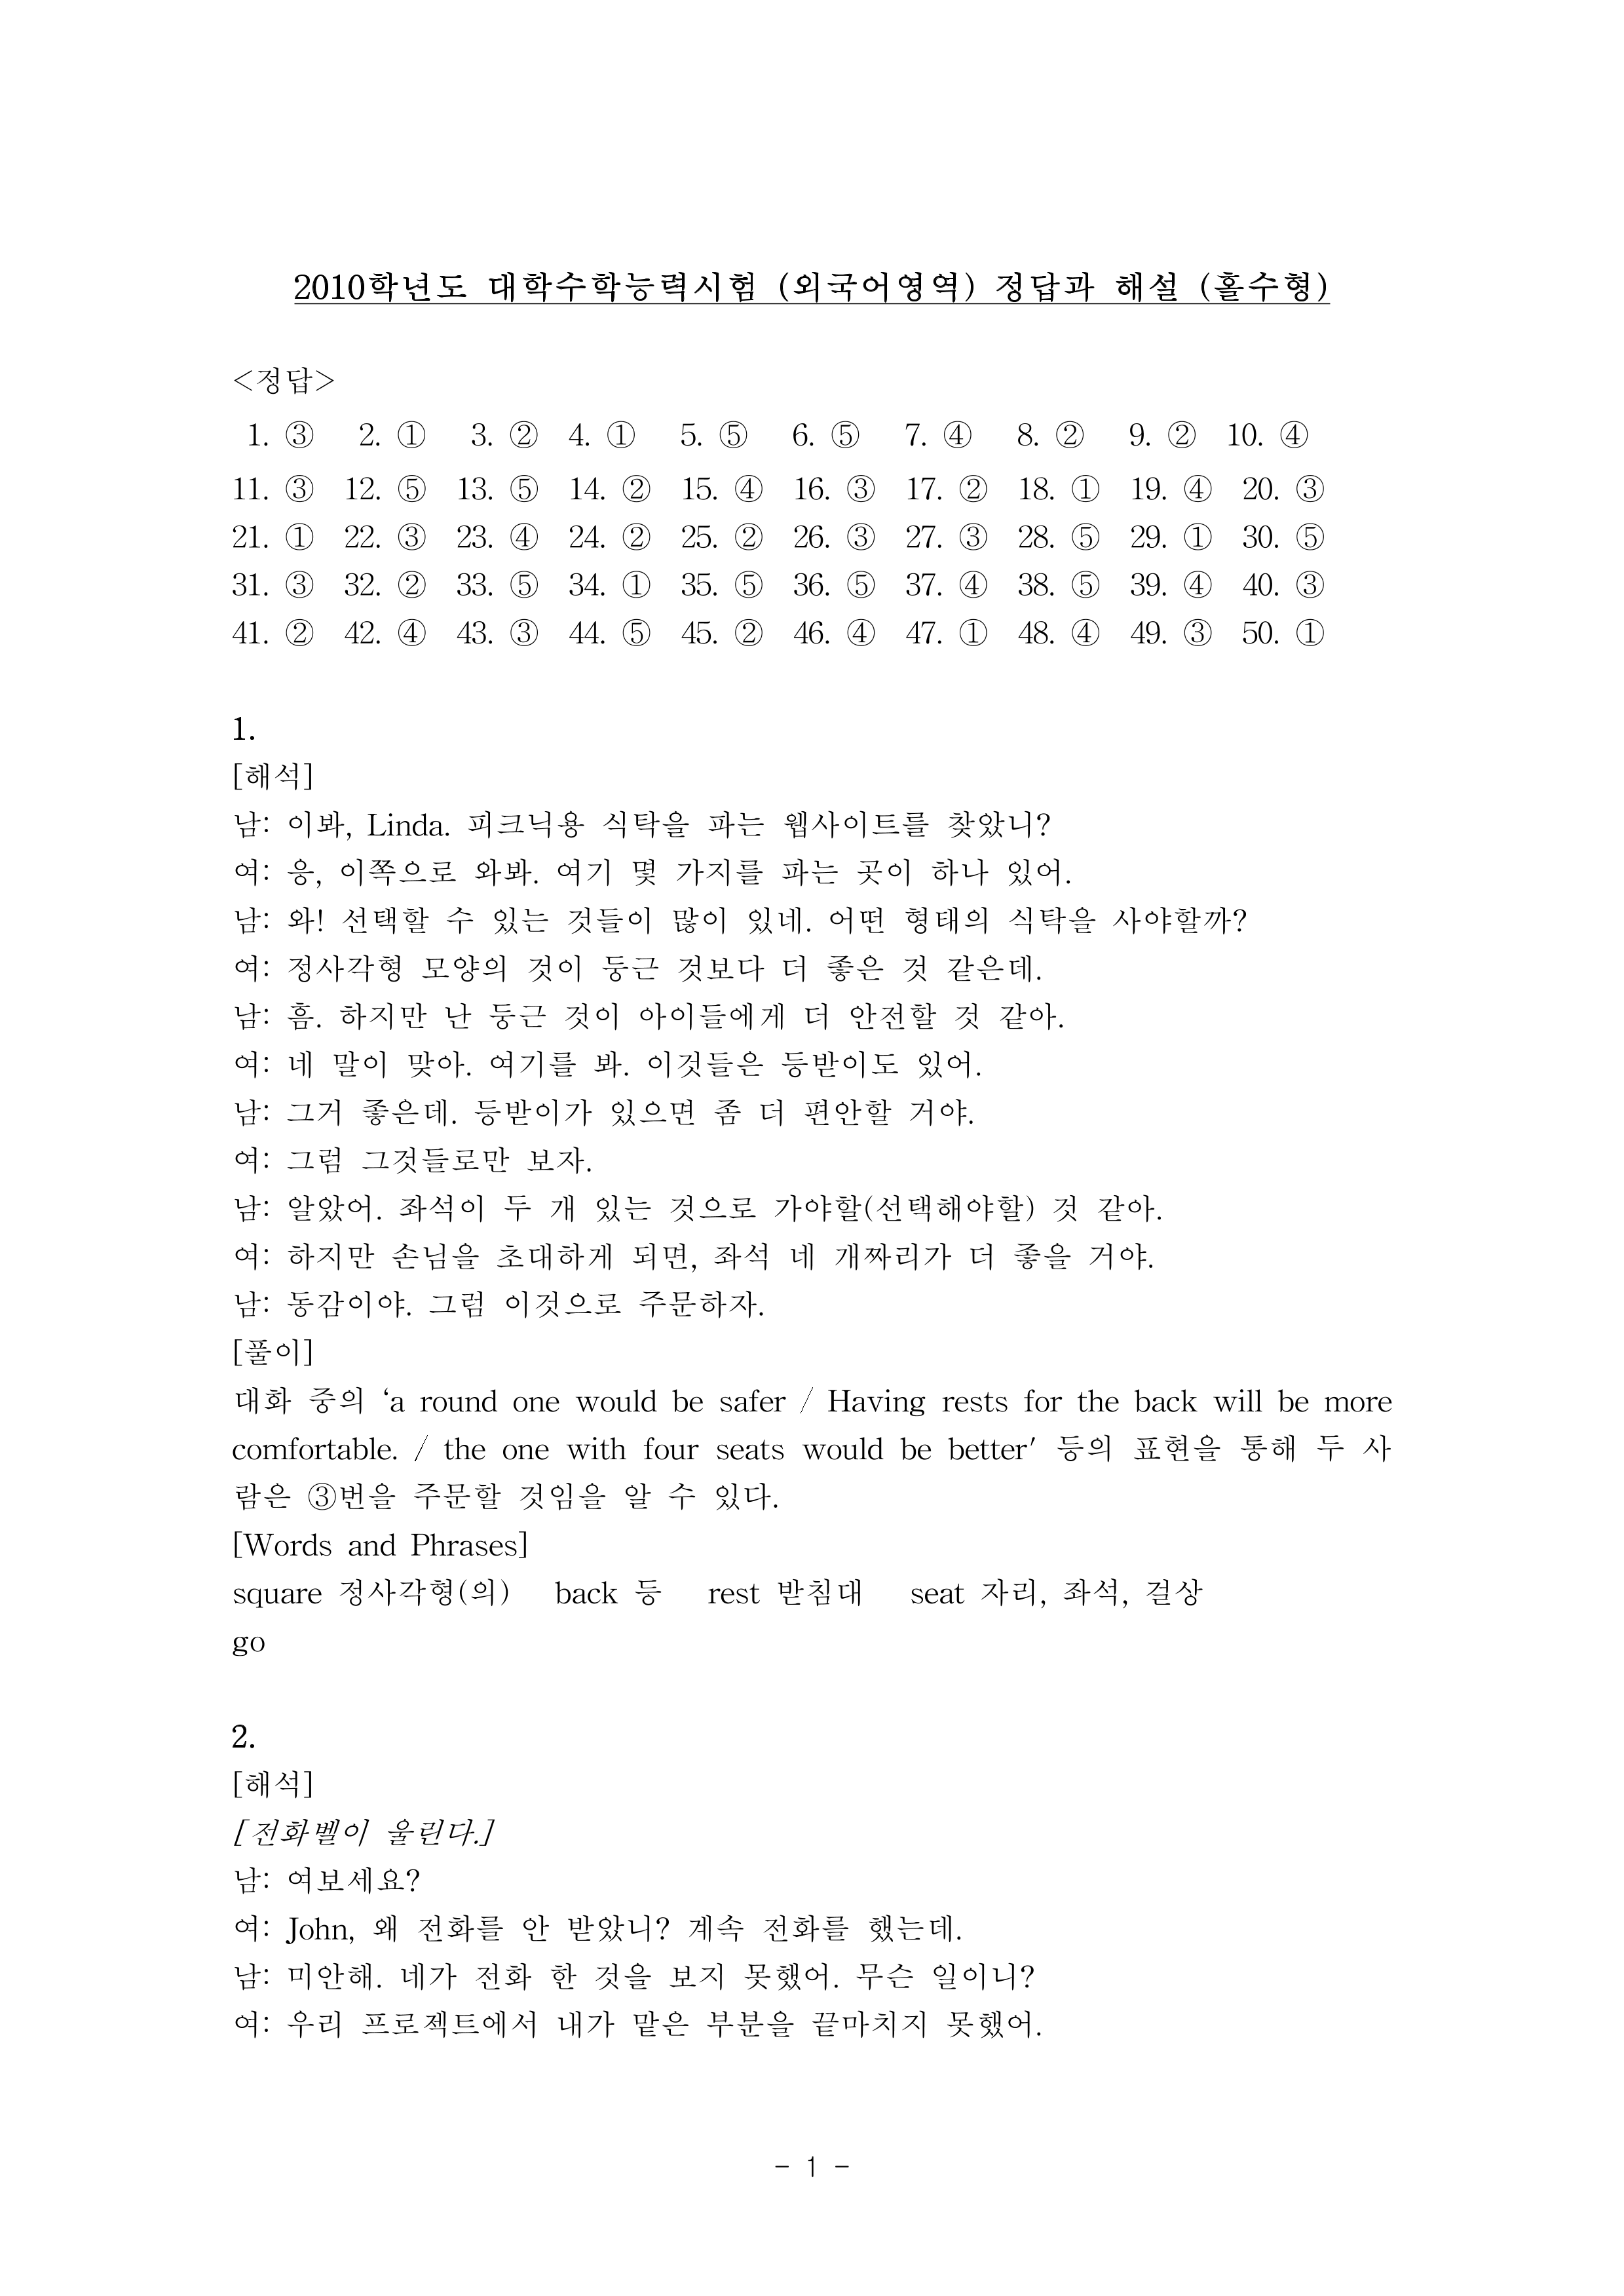 2010학년도 대학수학능력시험 (외국어영역) 정답과 해설 (홀수형)
<정답>
1. ③ 2. ① 3. ② 4. ① 5. ⑤ 6. ⑤ 7. ④ 8. ② 9. ② 10. ④
11. ③ 12. ⑤ 13. ⑤ 14. ② 15. ④ 16. ③ 17. ② 18. ① 19. ④ 20. ③
21. ① 22. ③ 23. ④ 24. ② 25. ② 26. ③ 27. ③ 28. ⑤ 29. ① 30. ⑤
31. ③ 32. ② 33. ⑤ 34. ① 35. ⑤ 36. ⑤ 37. ④ 38. ⑤ 39. ④ 40. ③
41. ② 42. ④ 43. ③ 44. ⑤ 45. ② 46. ④ 47. ① 48. ④ 49. ③ 50. ①
1.
[해석]
남: 이봐, Linda. 피크닉용 식탁을 파는 웹사이트를 찾았니?
여: 응, 이쪽으로 와봐. 여기 몇 가지를 파는 곳이 하나 있어.
남: 와! 선택할 수 있는 것들이 많이 있네. 어떤 형태의 식탁을 사야할까?
여: 정사각형 모양의 것이 둥근 것보다 더 좋은 것 같은데.
남: 흠. 하지만 난 둥근 것이 아이들에게 더 안전할 것 같아.
여: 네 말이 맞아. 여기를 봐. 이것들은 등받이도 있어.
남: 그거 좋은데. 등받이가 있으면 좀 더 편안할 거야.
여: 그럼 그것들로만 보자.
남: 알았어. 좌석이 두 개 있는 것으로 가야할(선택해야할) 것 같아.
여: 하지만 손님을 초대하게 되면, 좌석 네 개짜리가 더 좋을 거야.
남: 동감이야. 그럼 이것으로 주문하자.
[풀이]
대화 중의 ‘a round one would be safer / Having rests for the back will be more
comfortable. / the one with four seats would be better′ 등의 표현을 통해 두 사
람은 ③번을 주문할 것임을 알 수 있다.
[Words and Phrases]
square 정사각형(의) back 등 rest 받침대 seat 자리, 좌석, 걸상
go
2.
[해석]
[전화벨이 울린다.]
남: 여보세요?
여: John, 왜 전화를 안 받았니? 계속 전화를 했는데.
남: 미안해. 네가 전화 한 것을 보지 못했어. 무슨 일이니?
여: 우리 프로젝트에서 내가 맡은 부분을 끝마치지 못했어.
- 1 -